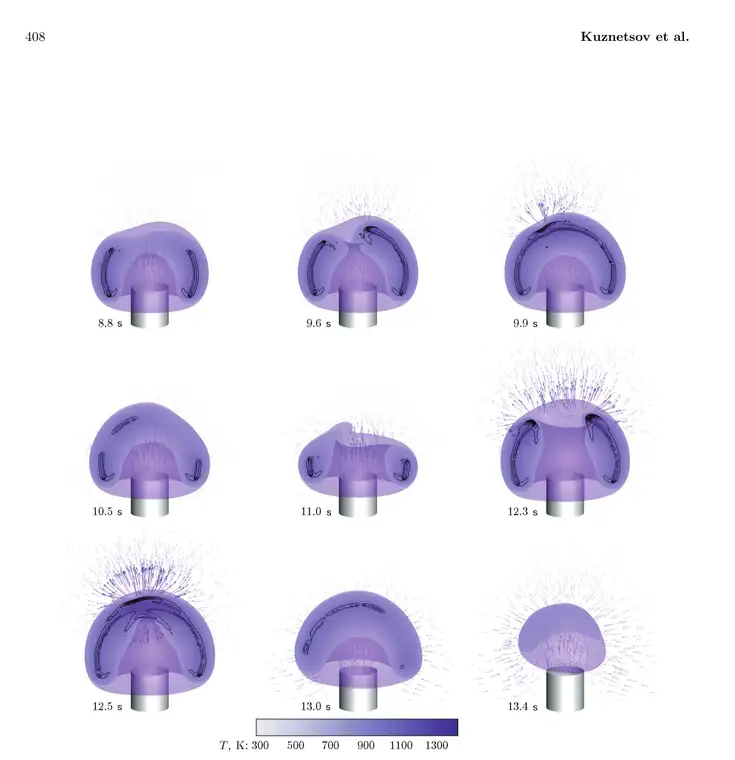 408 Kuznetsov et al.
8.8 s 9.6 s 9.9 s
10.5 s 11.0 s 12.3 s
12.5 s 13.0 s 13.4 s
T, K: 300 500 700 900 1100 1300